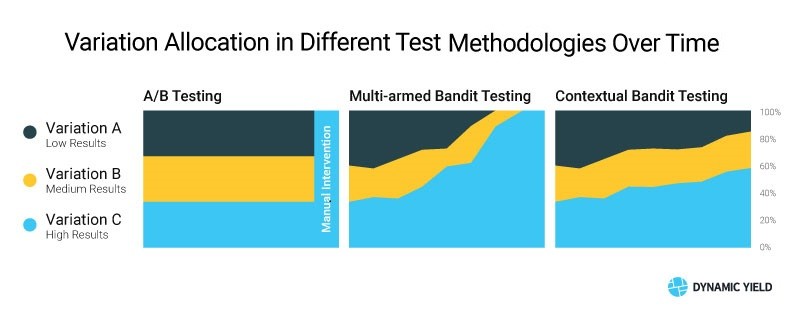 Variation Allocation in Different Test Methodologies Over Time
A/B Testing
Multi-armed Bandit Testing
Contextual Bandit Testing
Variation A
Low Results
Variation B
Medium Results
Variation C
High Results
Manual Intervention
100%
80%
60%
40%
20%
0%
DYNAMIC YIELD